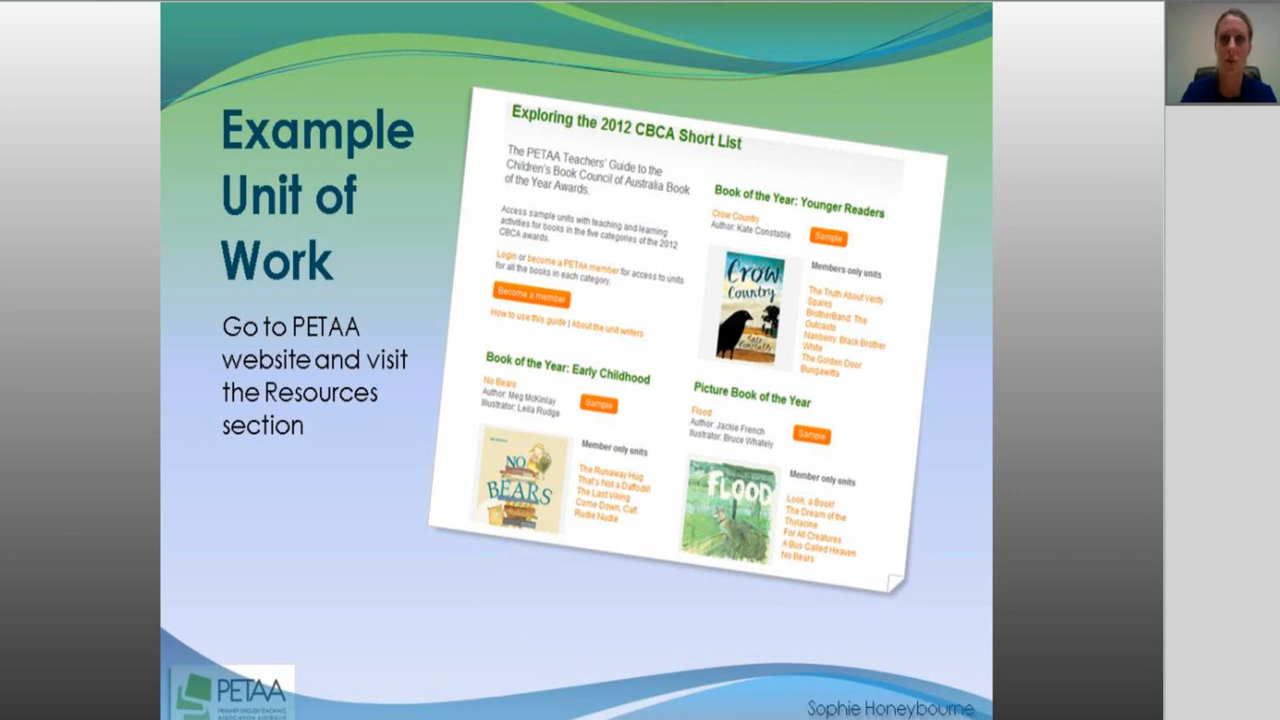 Example
Unit of
Work
Go to PETAA
website and visit
the Resources
section
Exploring the 2012 CBCA Short List
The PETAA Teachers' Guide to the
Children's Book Council of Australia Book
of the Year Awards.
Access sample units with teaching and learning
activities for books in the five categories of the 2012
CBCA awards.
Login or become a PETAA member for access to units
for all the books in each category.
Become a member
How to use this guide | About the unit writers
Book of the Year: Younger Readers
Crow Country
Author: Kate Constable
Sample
Crow
Country
Kate
Constable
Members only units
The Truth About Verity
Sparks
BrotherBand: The
Outcasts
Nanberry: Black Brother
White
The Golden Door
Bungawitta
Book of the Year: Early Childhood
No Bears
Author: Meg McKinlay
Illustrator: Leila Rudge
Sample
NO
BEARS
Member only units
The Runaway Hug
That's Not a Daffodil
The Last Viking
Come Down, Cat!
Rudie Nudie
Picture Book of the Year
Flood
Author: Jackie French
Illustrator: Bruce Whately
Sample
FLOOD
Member only units
Look, a Book!
The Dream of the
Thylacine
For All Creatures
A Bus Called Heaven
No Bears
PETAA
PRIMARY ENGLISH TEACHING
ASSOCIATION AUSTRALIA
Sophie Honeybourne